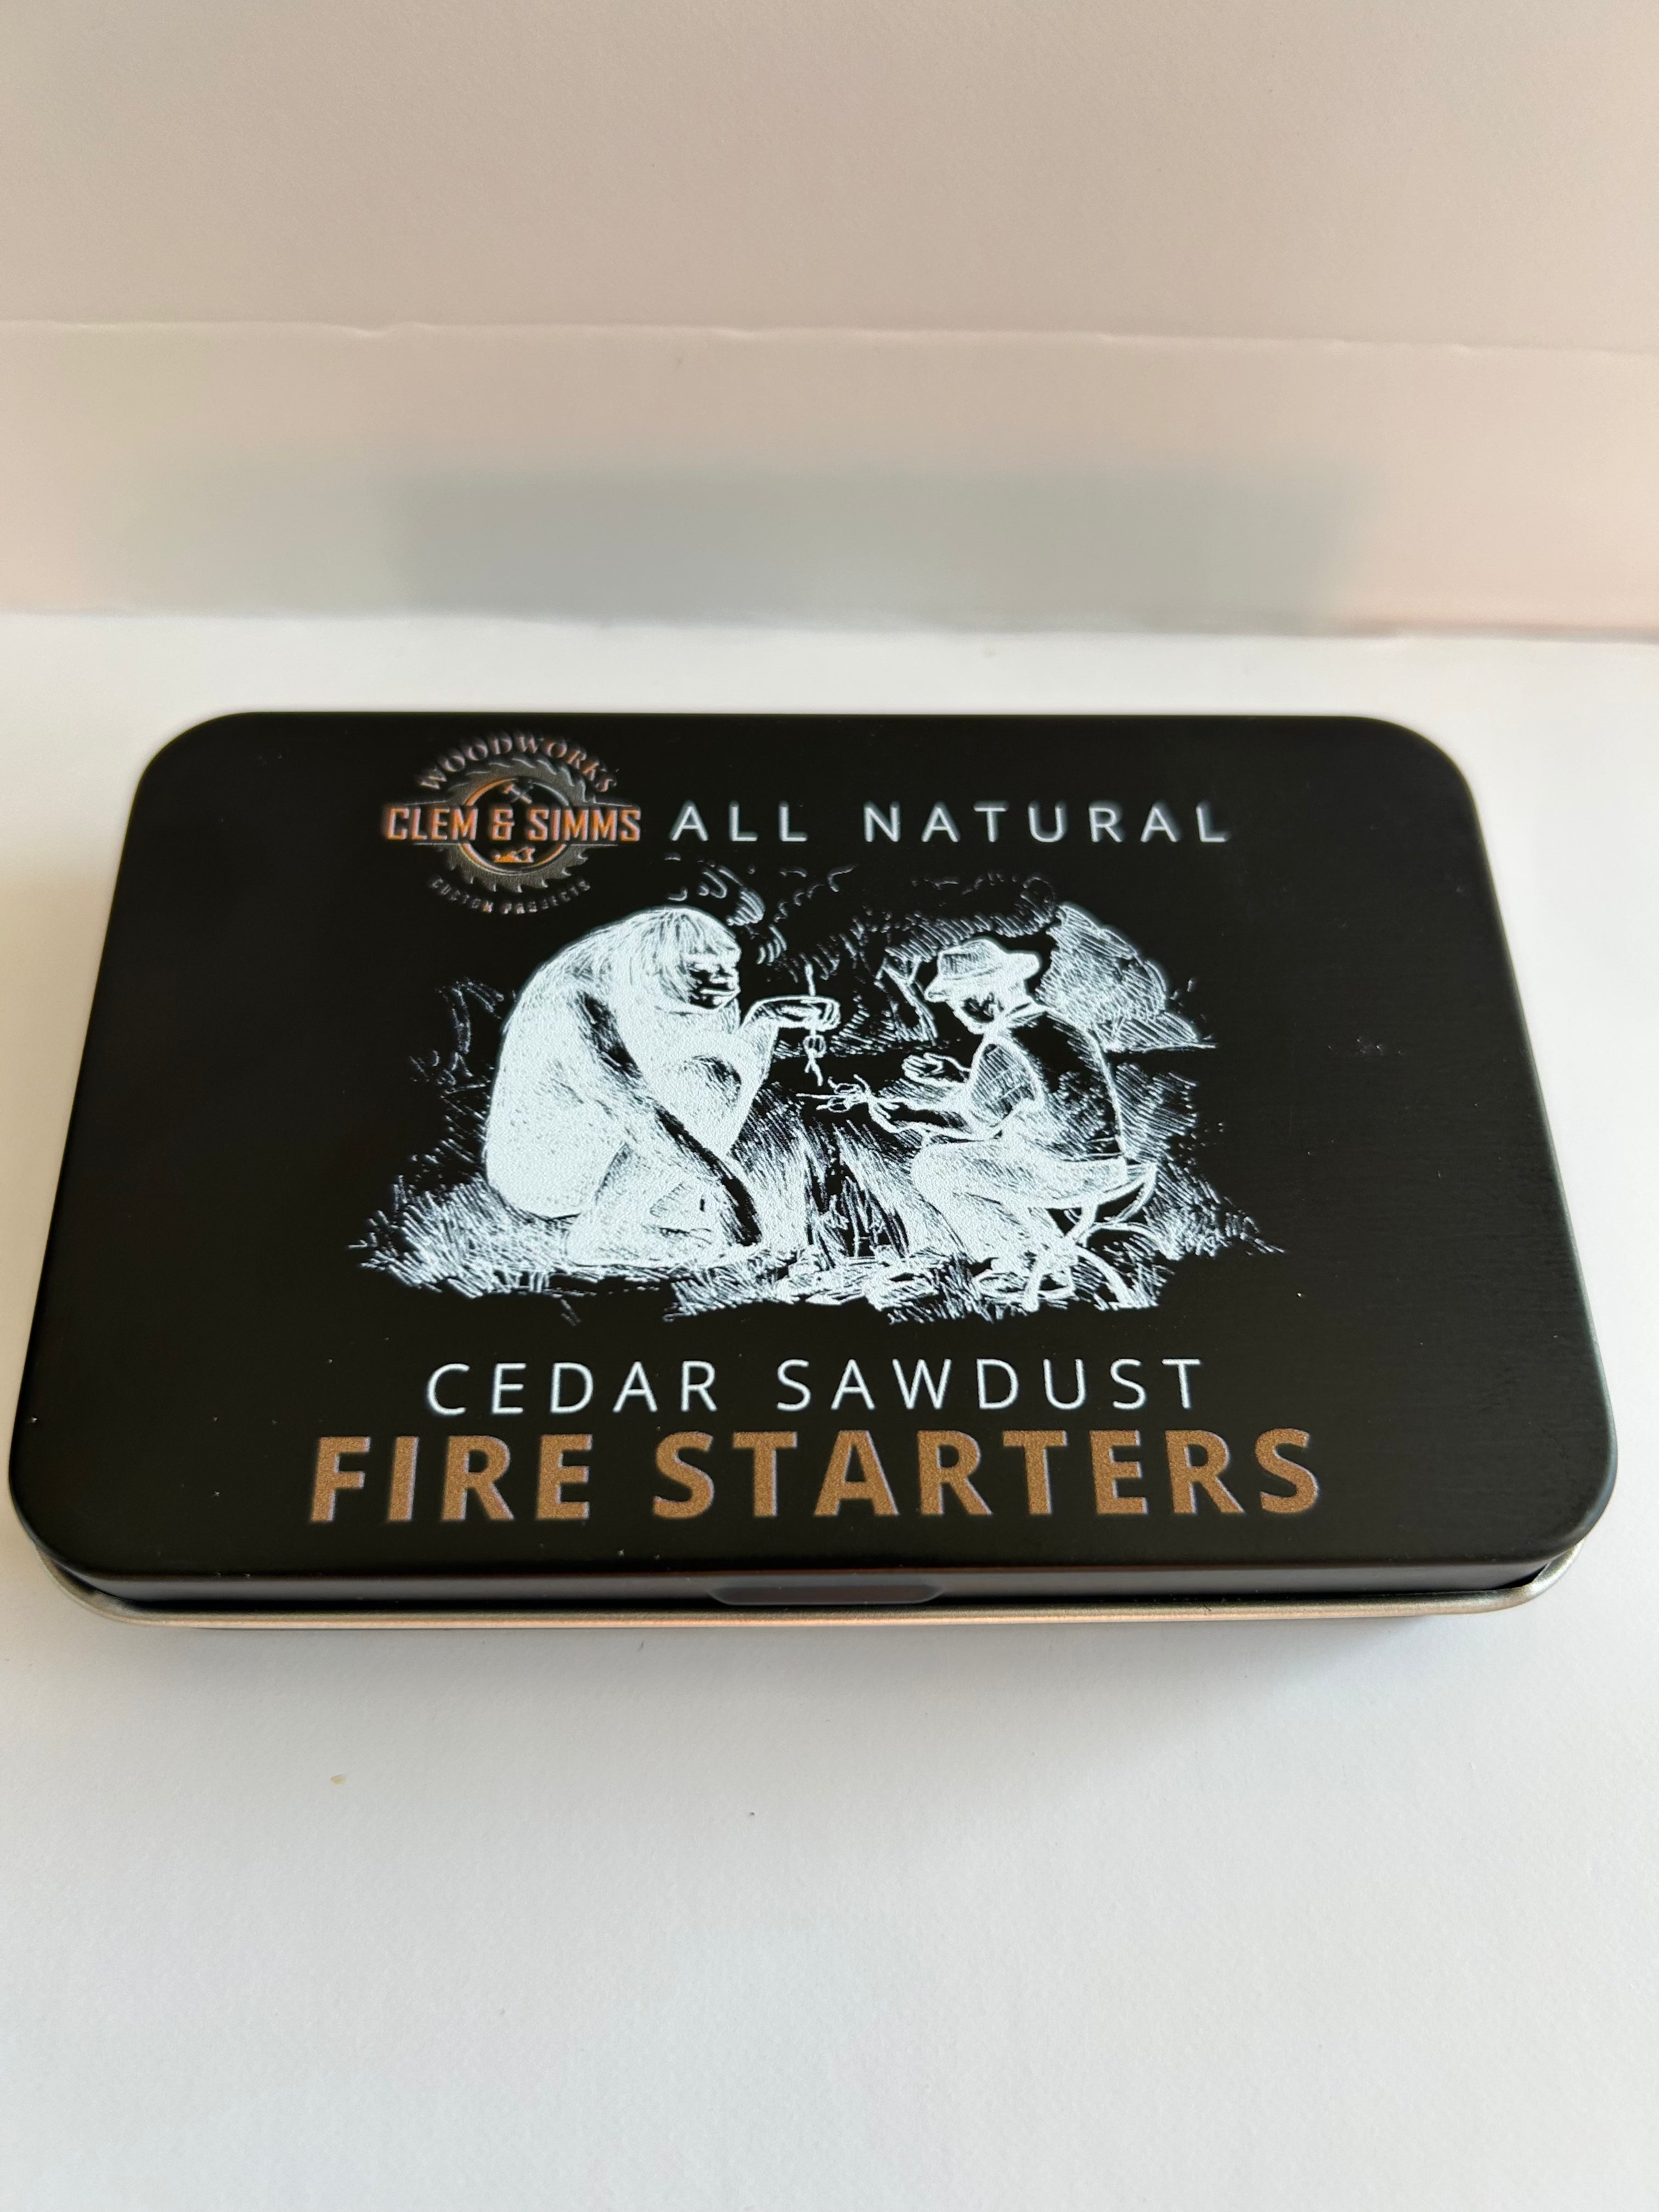 WOODWORKS
CLEM & SIMMS
CUSTOM PROJECTS
ALL NATURAL
CEDAR SAWDUST
FIRE STARTERS